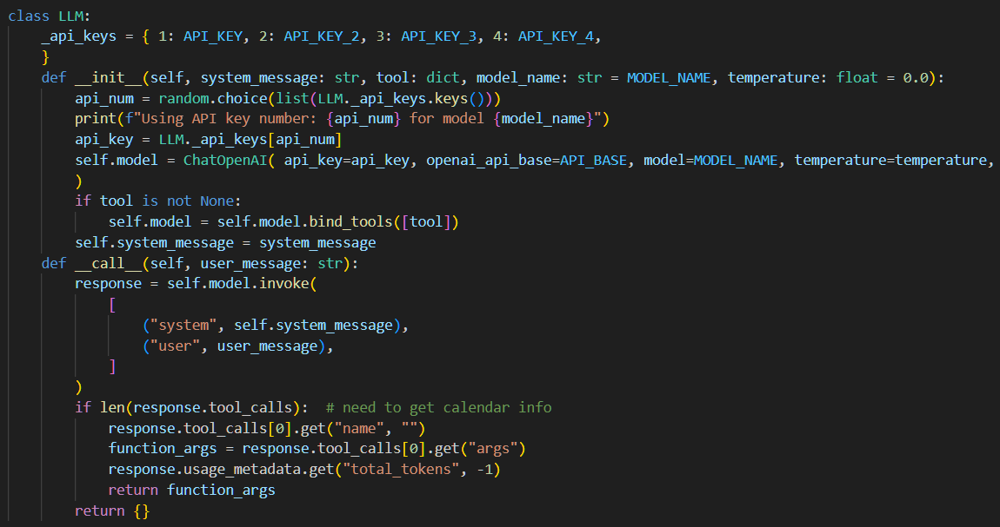 class LLM:
    _api_keys = { 1: API_KEY, 2: API_KEY_2, 3: API_KEY_3, 4: API_KEY_4,
    }
    def __init__(self, system_message: str, tool: dict, model_name: str = MODEL_NAME, temperature: float = 0.0):
        api_num = random.choice(list(LLM._api_keys.keys()))
        print(f"Using API key number: {api_num} for model {model_name}")
        api_key = LLM._api_keys[api_num]
        self.model = ChatOpenAI( api_key=api_key, openai_api_base=API_BASE, model=MODEL_NAME, temperature=temperature,
        )
        if tool is not None:
            self.model = self.model.bind_tools([tool])
        self.system_message = system_message
    def __call__(self, user_message: str):
        response = self.model.invoke(
            [
                ("system", self.system_message),
                ("user", user_message),
            ]
        )
        if len(response.tool_calls):  # need to get calendar info
            response.tool_calls[0].get("name", "")
            function_args = response.tool_calls[0].get("args")
            response.usage_metadata.get("total_tokens", -1)
            return function_args
        return {}